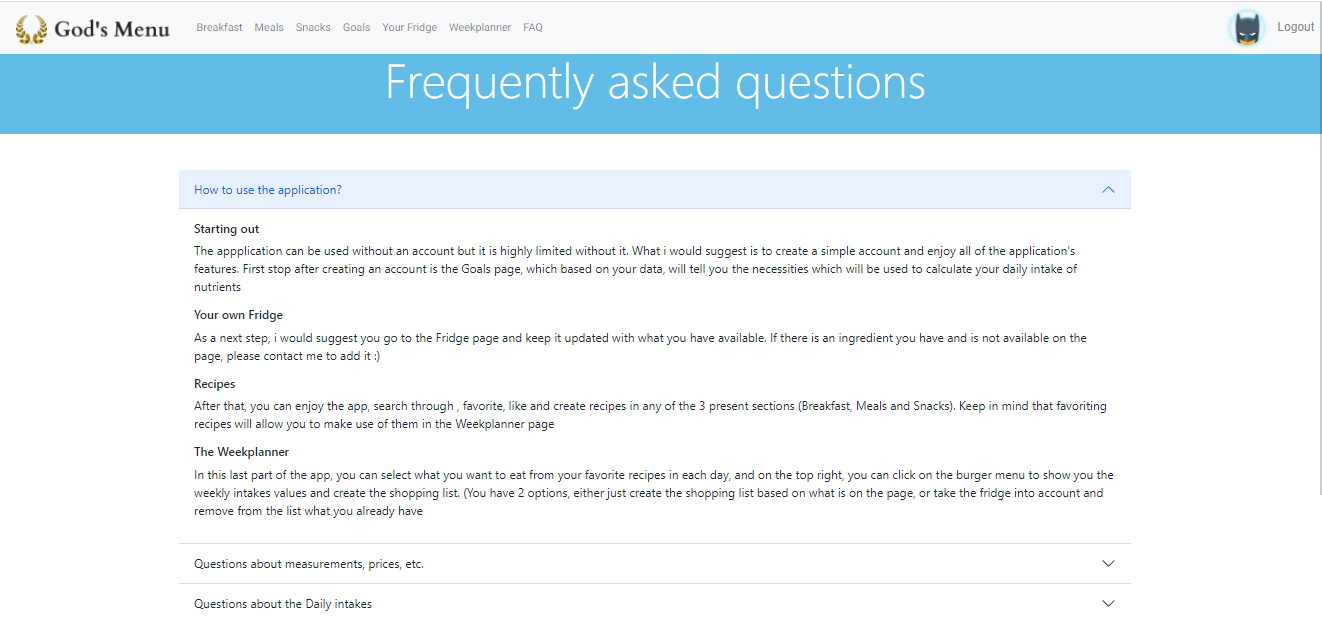 God's Menu Breakfast Meals Snacks Goals Your Fridge Weekplanner FAQ Logout
Frequently asked questions
How to use the application?
Starting out
The appplication can be used without an account but it is highly limited without it. What i would suggest is to create a simple account and enjoy all of the application's
features. First stop after creating an account is the Goals page, which based on your data, will tell you the necessities which will be used to calculate your daily intake of
nutrients
Your own Fridge
As a next step, i would suggest you go to the Fridge page and keep it updated with what you have available. If there is an ingredient you have and is not available on the
page, please contact me to add it :)
Recipes
After that, you can enjoy the app, search through , favorite, like and create recipes in any of the 3 present sections (Breakfast, Meals and Snacks). Keep in mind that favoriting
recipes will allow you to make use of them in the Weekplanner page
The Weekplanner
In this last part of the app, you can select what you want to eat from your favorite recipes in each day, and on the top right, you can click on the burger menu to show you the
weekly intakes values and create the shopping list. (You have 2 options, either just create the shopping list based on what is on the page, or take the fridge into account and
remove from the list what you already have
Questions about measurements, prices, etc.
Questions about the Daily intakes